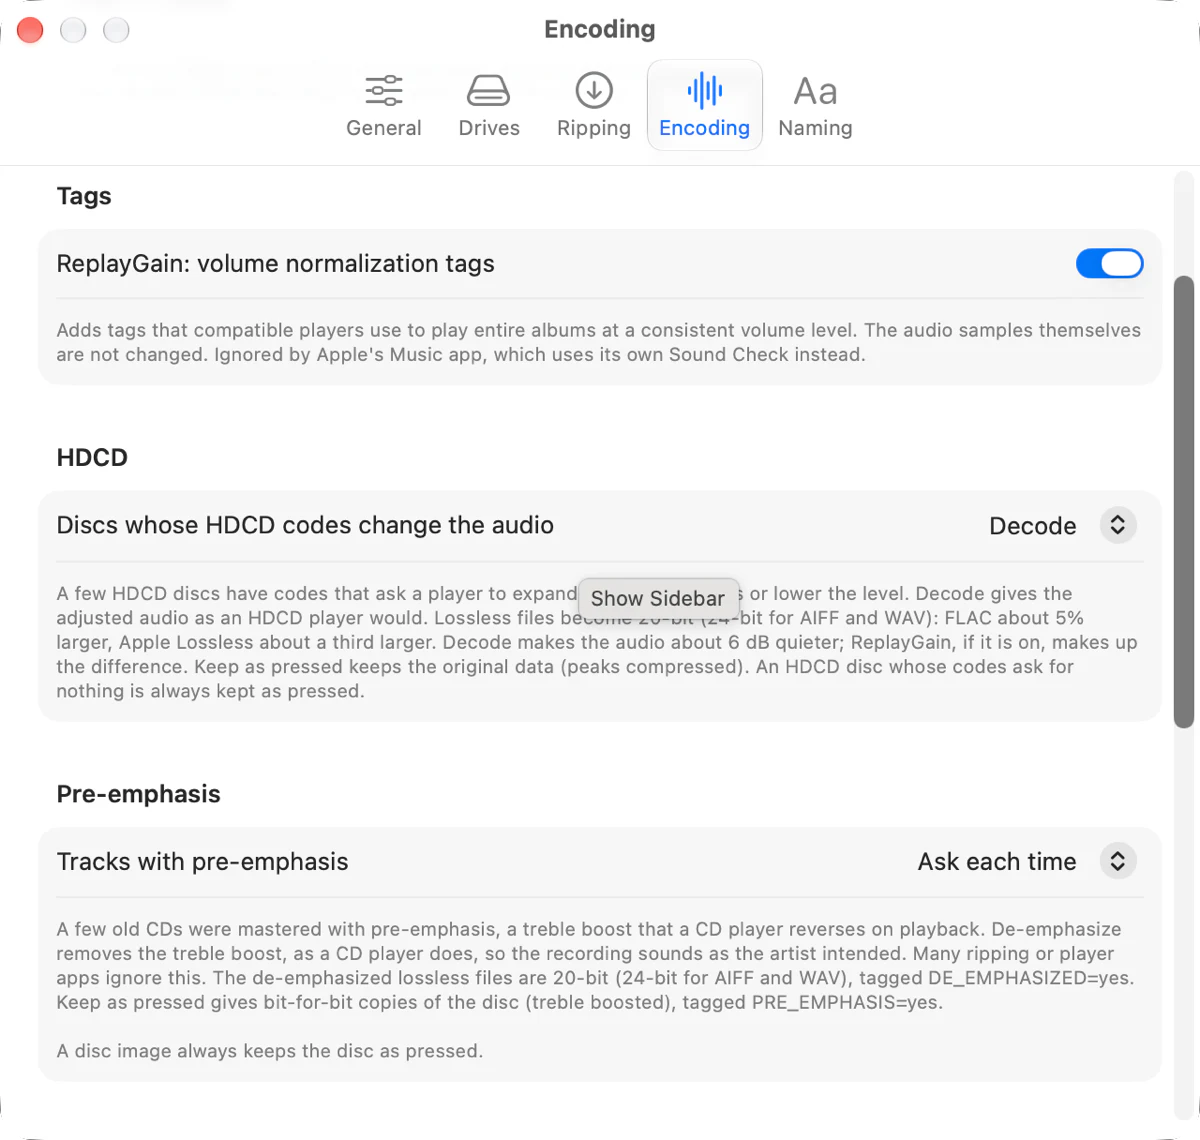 Encoding
General
Drives
Ripping
Encoding
Aa
Naming
Tags
ReplayGain: volume normalization tags
Adds tags that compatible players use to play entire albums at a consistent volume level. The audio samples themselves
are not changed. Ignored by Apple's Music app, which uses its own Sound Check instead.
HDCD
Discs whose HDCD codes change the audio
Decode
A few HDCD discs have codes that ask a player to expand
Show Sidebar
or lower the level. Decode gives the
adjusted audio as an HDCD player would. Lossless files become 20-bit (24-bit for AIFF and WAV): FLAC about 5%
larger, Apple Lossless about a third larger. Decode makes the audio about 6 dB quieter; ReplayGain, if it is on, makes up
the difference. Keep as pressed keeps the original data (peaks compressed). An HDCD disc whose codes ask for
nothing is always kept as pressed.
Pre-emphasis
Tracks with pre-emphasis
Ask each time
A few old CDs were mastered with pre-emphasis, a treble boost that a CD player reverses on playback. De-emphasize
removes the treble boost, as a CD player does, so the recording sounds as the artist intended. Many ripping or player
apps ignore this. The de-emphasized lossless files are 20-bit (24-bit for AIFF and WAV), tagged DE_EMPHASIZED=yes.
Keep as pressed gives bit-for-bit copies of the disc (treble boosted), tagged PRE_EMPHASIS=yes.
A disc image always keeps the disc as pressed.